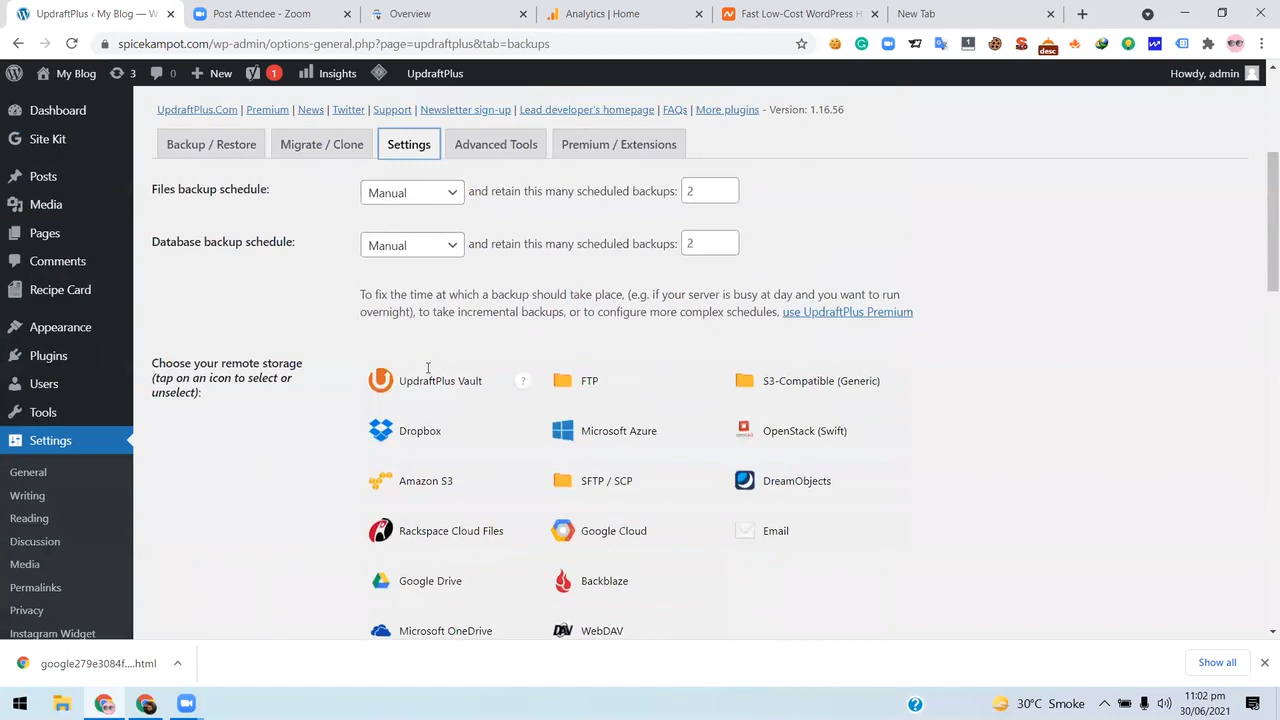 UpdraftPlus ‹ My Blog — W
Post Attendee - Zoom
Overview
Analytics | Home
Fast Low-Cost WordPress H
New Tab
spicekampot.com/wp-admin/options-general.php?page=updraftplus&tab=backups
desc
1
My Blog
3
New
1
Insights
UpdraftPlus
Howdy, admin
Dashboard
Site Kit
Posts
Media
Pages
Comments
Recipe Card
Appearance
Plugins
Users
Tools
Settings
General
Writing
Reading
Discussion
Media
Permalinks
Privacy
Instagram Widget
UpdraftPlus.Com | Premium | News | Twitter | Support | Newsletter sign-up | Lead developer's homepage | FAQs | More plugins - Version: 1.16.56
Backup / Restore
Migrate / Clone
Settings
Advanced Tools
Premium / Extensions
Files backup schedule:
Manual
and retain this many scheduled backups: 2
Database backup schedule:
Manual
and retain this many scheduled backups: 2
To fix the time at which a backup should take place, (e.g. if your server is busy at day and you want to run
overnight), to take incremental backups, or to configure more complex schedules, use UpdraftPlus Premium
Choose your remote storage
(tap on an icon to select or
unselect):
UpdraftPlus Vault
?
FTP
S3-Compatible (Generic)
Dropbox
Microsoft Azure
OpenStack (Swift)
Amazon S3
SFTP / SCP
DreamObjects
Rackspace Cloud Files
Google Cloud
Email
Google Drive
Backblaze
Microsoft OneDrive
WebDAV
google279e3084f....html
Show all
30°C Smoke
11:02 pm
30/06/2021